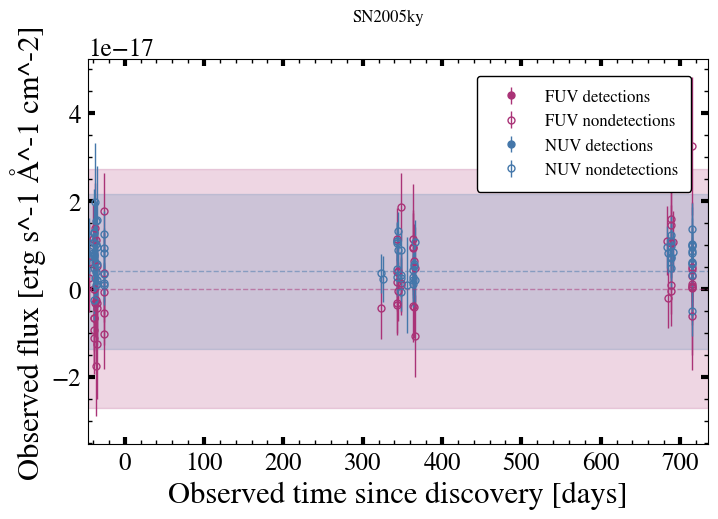 SN2005ky
1e−17
Observed flux [erg s^-1 Å^-1 cm^-2]
4
2
0
−2
FUV detections
FUV nondetections
NUV detections
NUV nondetections
0 100 200 300 400 500 600 700
Observed time since discovery [days]